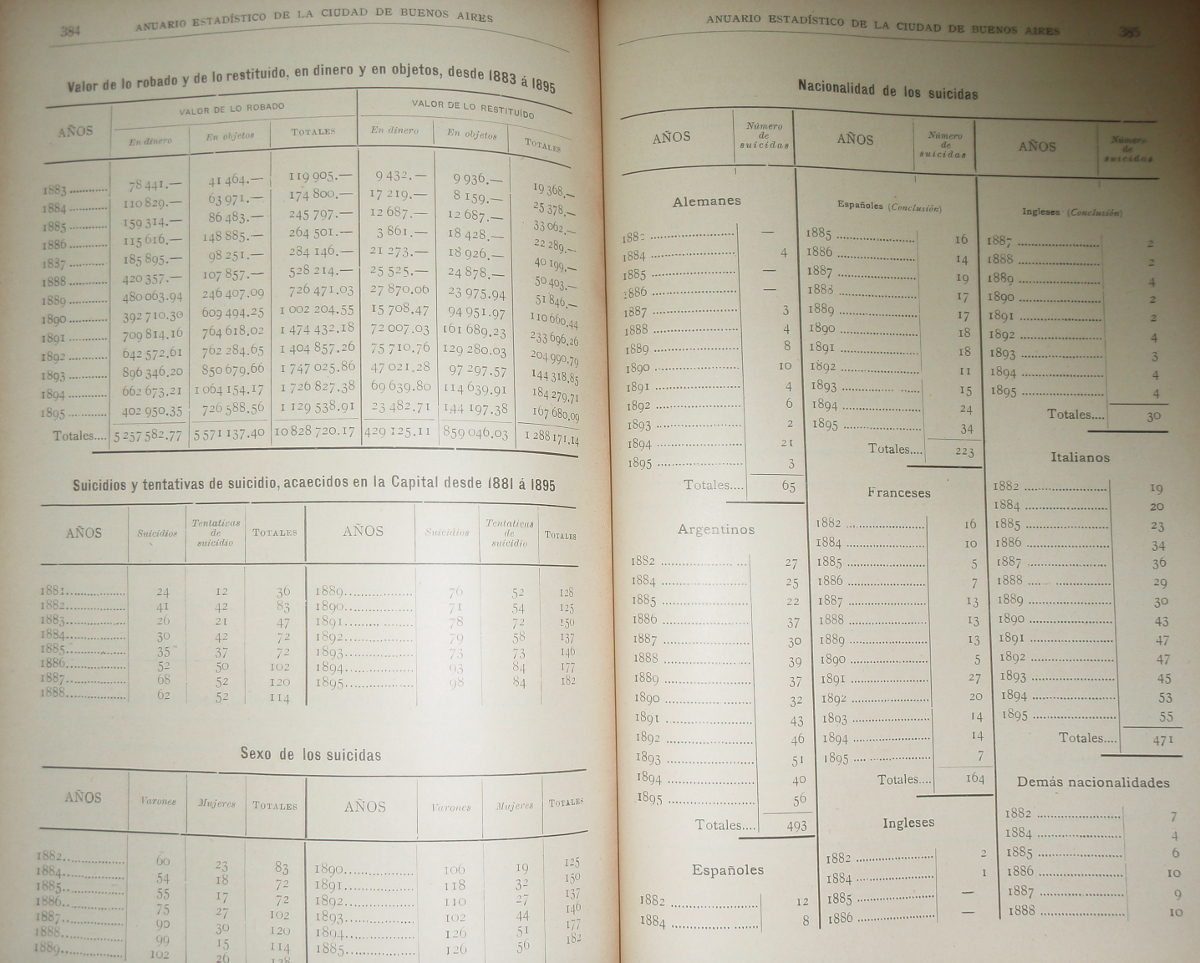 384 ANUARIO ESTADÍSTICO DE LA CIUDAD DE BUENOS AIRES
Valor de lo robado y de lo restituído, en dinero y en objetos, desde 1883 á 1895
AÑOS VALOR DE LO ROBADO VALOR DE LO RESTITUÍDO
En dinero En objetos TOTALES En dinero En objetos TOTALES
1883 78 441.— 41 464.— 119 905.— 9 432.— 9 936.— 19 368.—
1884 110 829.— 63 971.— 174 800.— 17 219.— 8 159.— 25 378.—
1885 159 314.— 86 483.— 245 797.— 12 687.— 12 687.— 33 062.—
1886 115 616.— 148 885.— 264 501.— 3 861.— 18 428.— 22 289.—
1887 185 895.— 98 251.— 284 146.— 21 273.— 18 926.— 40 199.—
1888 420 357.— 107 857.— 528 214.— 25 525.— 24 878.— 50 403.—
1889 480 063.94 246 407.09 726 471.03 27 870.06 23 975.94 51 846.—
1890 392 710.30 609 494.25 1 002 204.55 15 708.47 94 951.97 110 660.44
1891 709 814.16 764 618.02 1 474 432.18 72 007.03 161 689.23 233 696.26
1892 642 572.61 762 284.65 1 404 857.26 75 710.76 129 280.03 204 990.79
1893 896 346.20 850 679.66 1 747 025.86 47 021.28 97 297.57 144 318.85
1894 662 673.21 1 064 154.17 1 726 827.38 69 639.80 114 639.91 184 279.71
1895 402 950.35 726 588.56 1 129 538.91 23 482.71 144 197.38 167 680.09
Totales.... 5 257 582.77 5 571 137.40 10 828 720.17 429 125.11 859 046.03 1 288 171.14
Suicidios y tentativas de suicidio, acaecidos en la Capital desde 1881 á 1895
AÑOS Suicidios Tentativas de suicidio TOTALES AÑOS Suicidios Tentativas de suicidio TOTALES
1881 24 12 36 1889 76 52 128
1882 41 42 83 1890 71 54 125
1883 26 21 47 1891 78 72 150
1884 30 42 72 1892 79 58 137
1885 35 37 72 1893 73 73 146
1886 52 50 102 1894 93 84 177
1887 68 52 120 1895 98 84 182
1888 62 52 114
Sexo de los suicidas
AÑOS Varones Mujeres TOTALES AÑOS Varones Mujeres TOTALES
1882 60 23 83 1890 106 19 125
1884 54 18 72 1891 118 32 150
1885 55 17 72 1892 110 27 137
1886 75 27 102 1893 102 44 146
1887 90 30 120 1894 126 51 177
1888 99 15 114 1885 126 56 182
1889 102 26 128
ANUARIO ESTADÍSTICO DE LA CIUDAD DE BUENOS AIRES 385
Nacionalidad de los suicidas
AÑOS Número de suicidas
Alemanes
188 —
1884 4
1885 —
1886 —
1887 3
1888 4
1889 8
1890 10
1891 4
1892 6
1893 2
1894 21
1895 3
Totales.... 65
Argentinos
1882 27
1884 25
1885 22
1886 37
1887 30
1888 39
1889 37
1890 32
1891 43
1892 46
1893 51
1894 40
1895 56
Totales.... 493
Españoles
1882 12
1884 8
AÑOS Número de suicidas
Españoles (Conclusión)
1885 16
1886 14
1887 19
1888 17
1889 17
1890 18
1891 18
1892 11
1893 15
1894 24
1895 34
Totales.... 223
Franceses
1882 16
1884 10
1885 5
1886 7
1887 13
1888 13
1889 13
1890 5
1891 27
1892 20
1893 14
1894 14
1895 7
Totales.... 164
Ingleses
1882 2
1884 1
1885 —
1886 —
AÑOS Número de suicidas
Ingleses (Conclusión)
1887 2
1888 2
1889 4
1890 2
1891 2
1892 4
1893 3
1894 4
1895 4
Totales.... 30
Italianos
1882 19
1884 20
1885 23
1886 34
1887 36
1888 29
1889 30
1890 43
1891 47
1892 47
1893 45
1894 53
1895 55
Totales.... 471
Demás nacionalidades
1882 7
1884 4
1885 6
1886 10
1887 9
1888 10